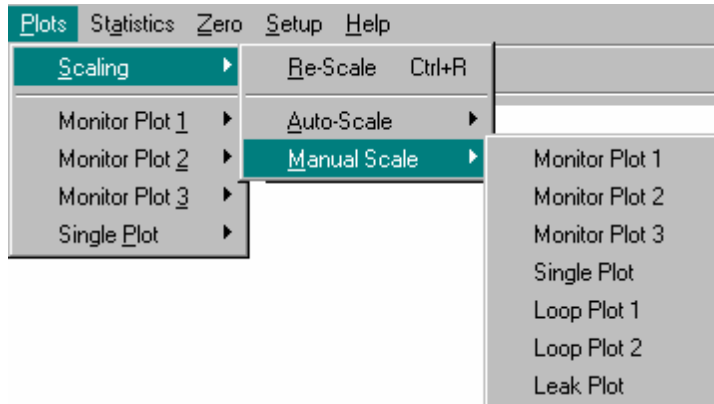 Plots Statistics Zero Setup Help
Scaling
Monitor Plot 1
Monitor Plot 2
Monitor Plot 3
Single Plot
Re-Scale Ctrl+R
Auto-Scale
Manual Scale
Monitor Plot 1
Monitor Plot 2
Monitor Plot 3
Single Plot
Loop Plot 1
Loop Plot 2
Leak Plot